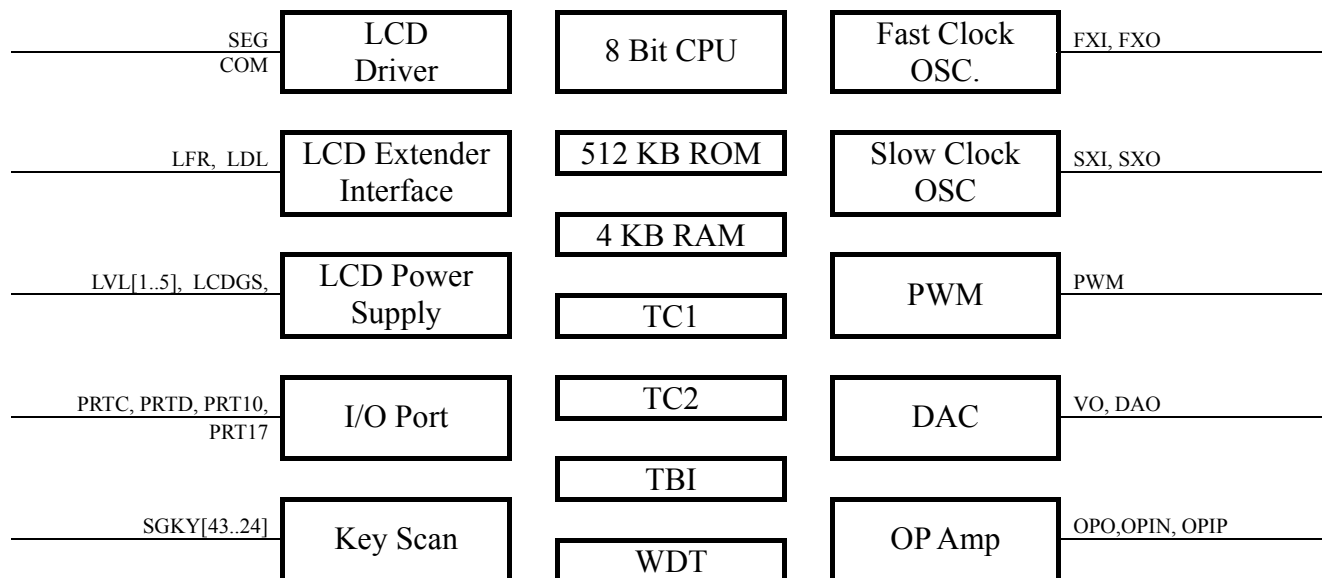 SEG
COM
LCD
Driver
8 Bit CPU
Fast Clock
OSC.
FXI, FXO
LFR, LDL
LCD Extender
Interface
512 KB ROM
Slow Clock
OSC
SXI, SXO
4 KB RAM
LVL[1..5], LCDGS,
LCD Power
Supply
TC1
PWM
PWM
PRTC, PRTD, PRT10,
PRT17
I/O Port
TC2
DAC
VO, DAO
TBI
SGKY[43..24]
Key Scan
WDT
OP Amp
OPO,OPIN, OPIP